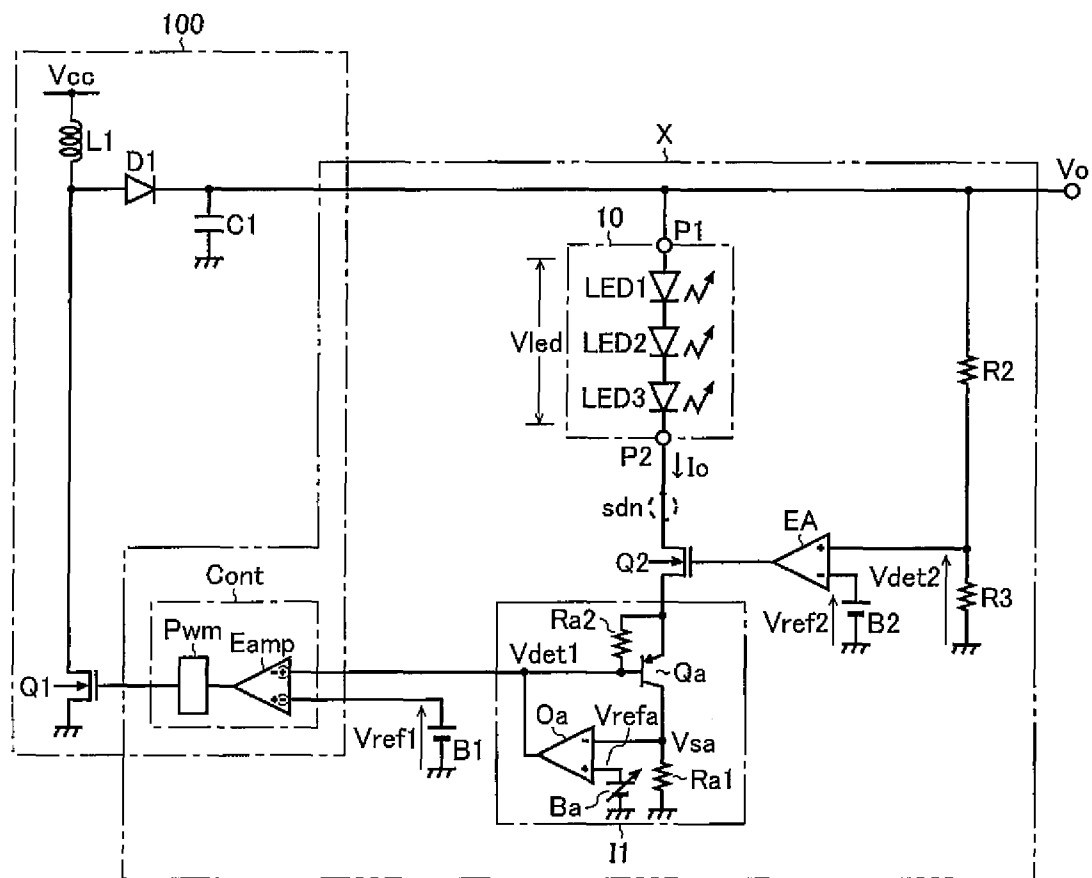 100
Vcc
L1
D1
C1
X
Vo
10
P1
LED1
LED2
LED3
Vled
P2
Io
sdn
R2
EA
+
-
Q2
Vdet2
R3
Vref2
B2
Cont
Pwm
Eamp
Q1
Vref1
B1
Ra2
Vdet1
Qa
Oa
Vrefa
-
+
Vsa
Ra1
Ba
I1